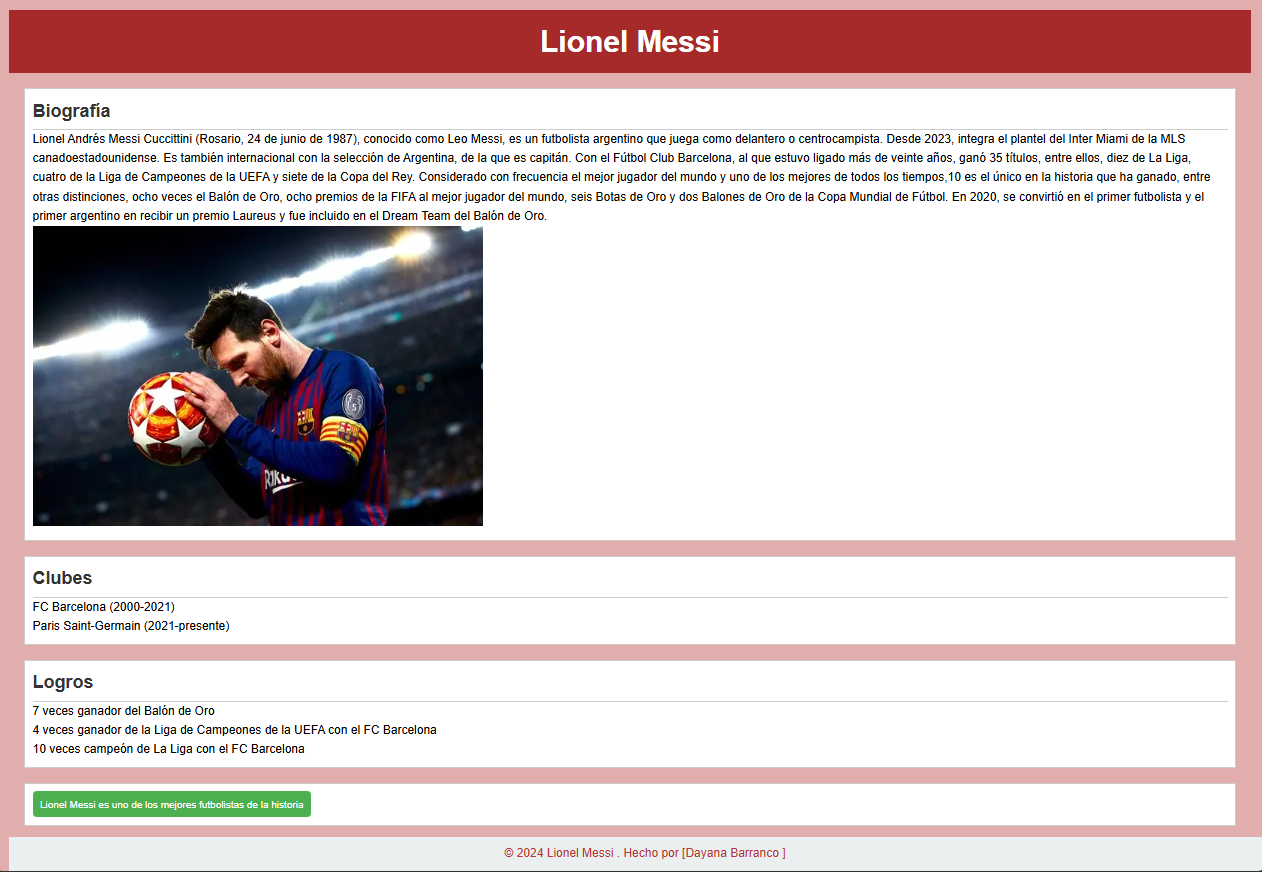 Lionel Messi
Biografía
Lionel Andrés Messi Cuccittini (Rosario, 24 de junio de 1987), conocido como Leo Messi, es un futbolista argentino que juega como delantero o centrocampista. Desde 2023, integra el plantel del Inter Miami de la MLS
canadoestadounidense. Es también internacional con la selección de Argentina, de la que es capitán. Con el Fútbol Club Barcelona, al que estuvo ligado más de veinte años, ganó 35 títulos, entre ellos, diez de La Liga,
cuatro de la Liga de Campeones de la UEFA y siete de la Copa del Rey. Considerado con frecuencia el mejor jugador del mundo y uno de los mejores de todos los tiempos,10 es el único en la historia que ha ganado, entre
otras distinciones, ocho veces el Balón de Oro, ocho premios de la FIFA al mejor jugador del mundo, seis Botas de Oro y dos Balones de Oro de la Copa Mundial de Fútbol. En 2020, se convirtió en el primer futbolista y el
primer argentino en recibir un premio Laureus y fue incluido en el Dream Team del Balón de Oro.
5
Clubes
FC Barcelona (2000-2021)
Paris Saint-Germain (2021-presente)
Logros
7 veces ganador del Balón de Oro
4 veces ganador de la Liga de Campeones de la UEFA con el FC Barcelona
10 veces campeón de La Liga con el FC Barcelona
Lionel Messi es uno de los mejores futbolistas de la historia
© 2024 Lionel Messi . Hecho por [Dayana Barranco ]